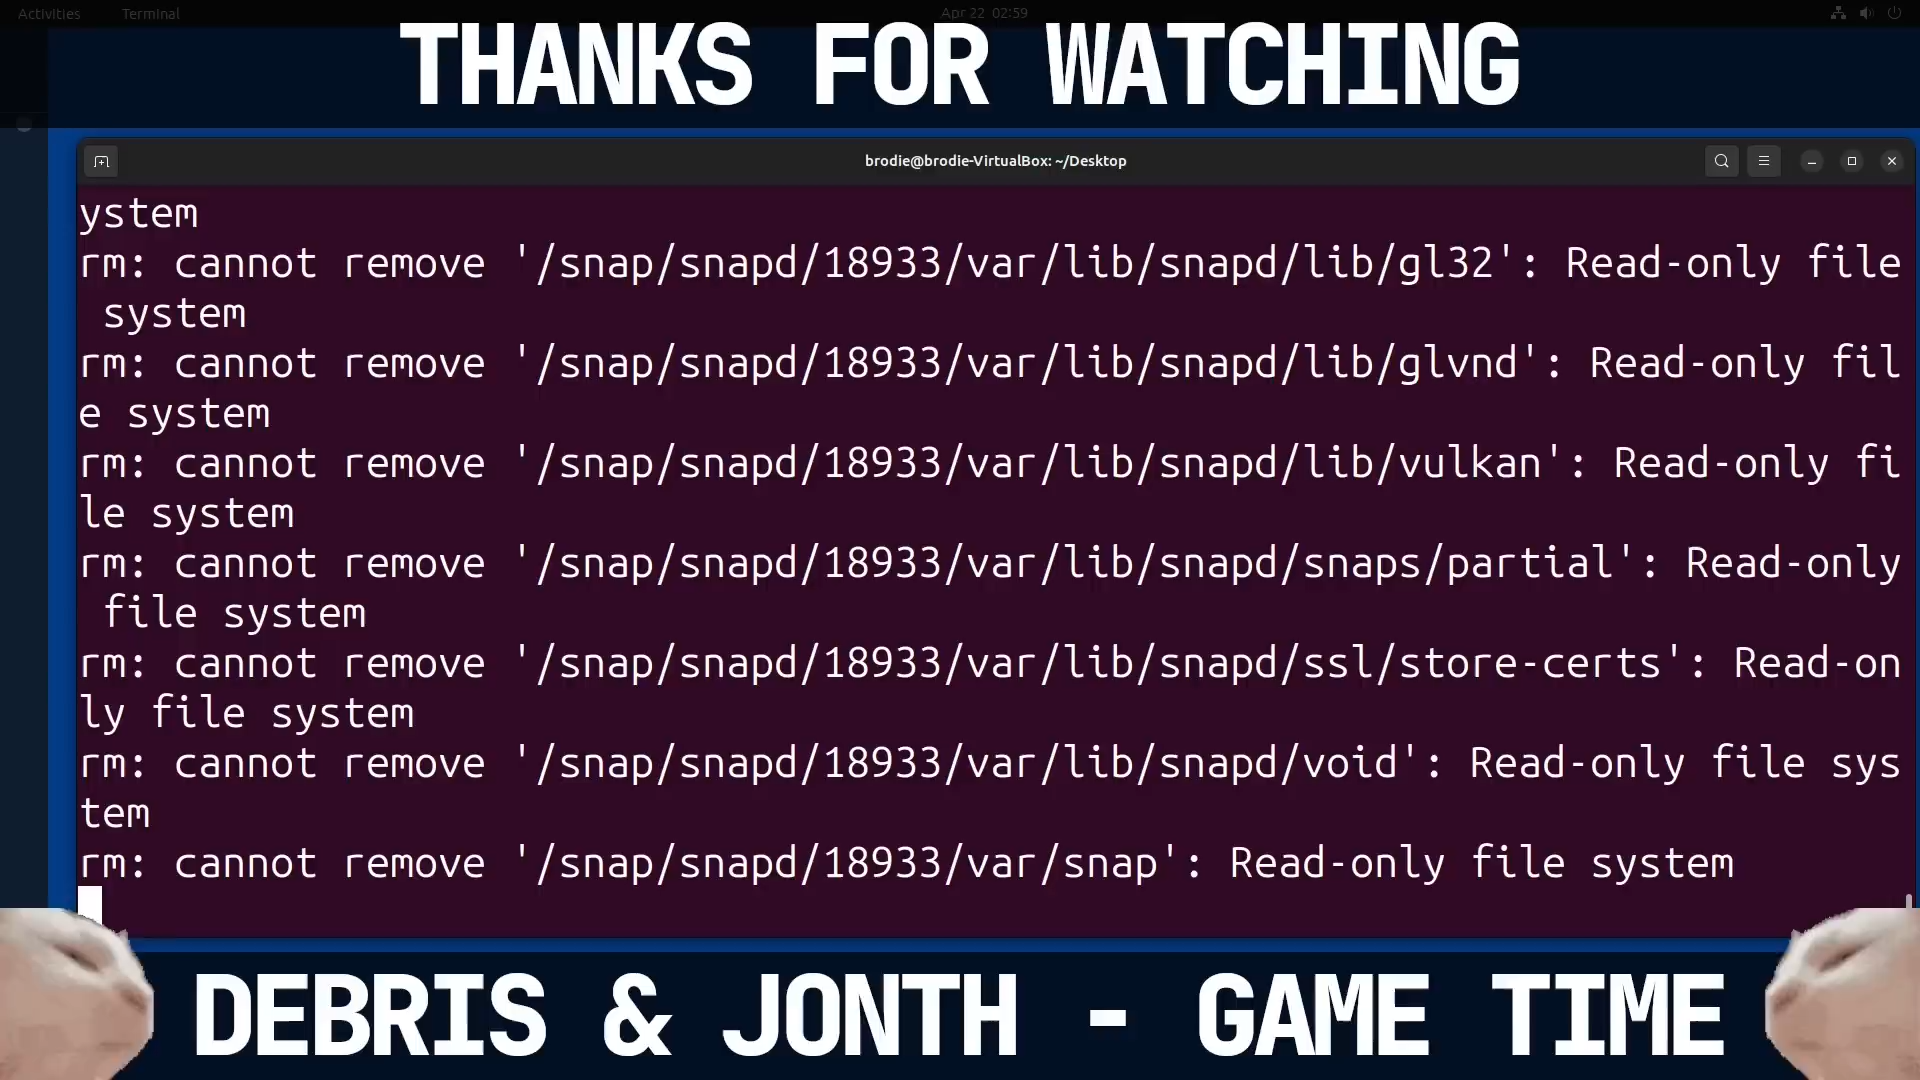 Activities Terminal Apr 22 02:59
THANKS FOR WATCHING
brodie@brodie-VirtualBox: ~/Desktop
ystem
rm: cannot remove '/snap/snapd/18933/var/lib/snapd/lib/gl32': Read-only file
 system
rm: cannot remove '/snap/snapd/18933/var/lib/snapd/lib/glvnd': Read-only fil
e system
rm: cannot remove '/snap/snapd/18933/var/lib/snapd/lib/vulkan': Read-only fi
le system
rm: cannot remove '/snap/snapd/18933/var/lib/snapd/snaps/partial': Read-only
 file system
rm: cannot remove '/snap/snapd/18933/var/lib/snapd/ssl/store-certs': Read-on
ly file system
rm: cannot remove '/snap/snapd/18933/var/lib/snapd/void': Read-only file sys
tem
rm: cannot remove '/snap/snapd/18933/var/snap': Read-only file system
DEBRIS & JONTH - GAME TIME